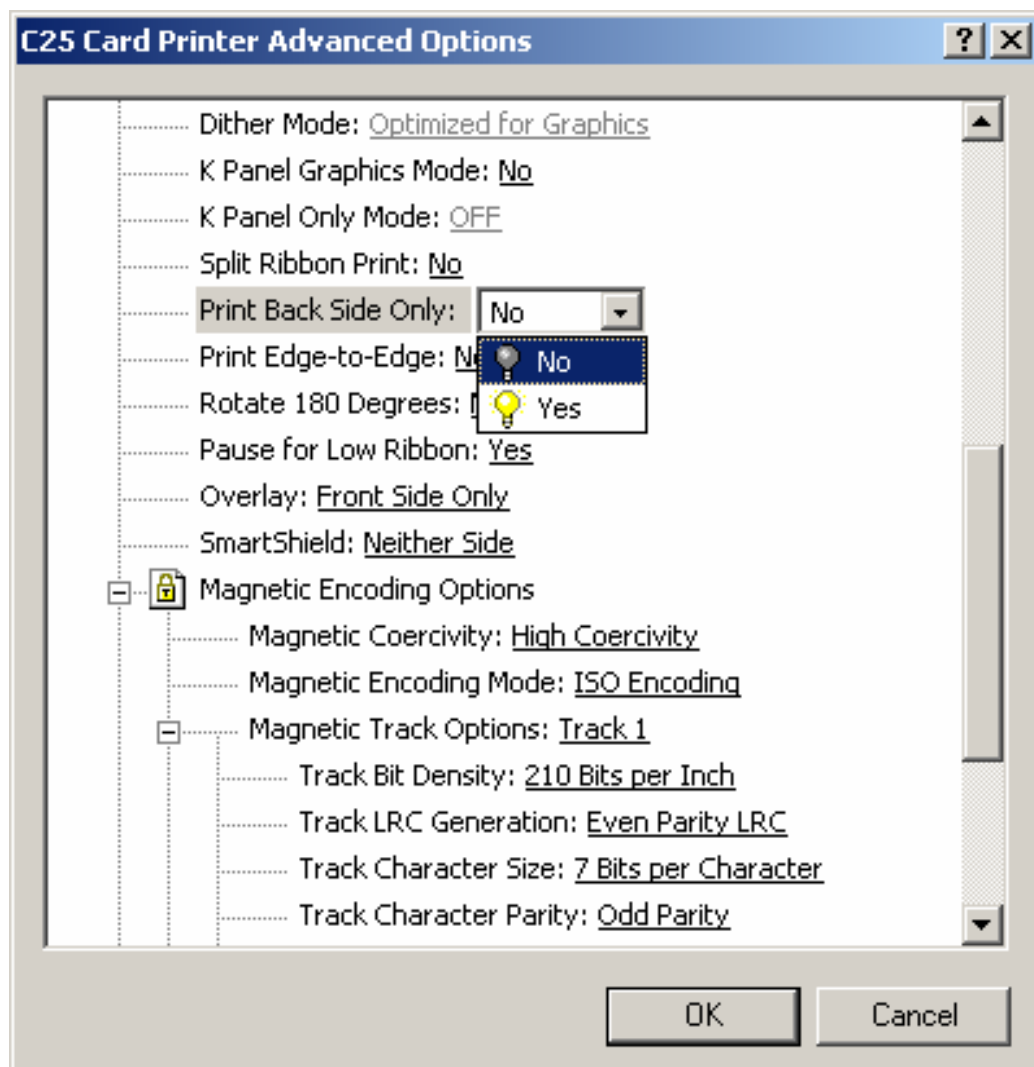 C25 Card Printer Advanced Options
Dither Mode: Optimized for Graphics
K Panel Graphics Mode: No
K Panel Only Mode: OFF
Split Ribbon Print: No
Print Back Side Only: No
No
Print Edge-to-Edge:
Yes
Rotate 180 Degrees:
Pause for Low Ribbon: Yes
Overlay: Front Side Only
SmartShield: Neither Side
Magnetic Encoding Options
Magnetic Coercivity: High Coercivity
Magnetic Encoding Mode: ISO Encoding
Magnetic Track Options: Track 1
Track Bit Density: 210 Bits per Inch
Track LRC Generation: Even Parity LRC
Track Character Size: 7 Bits per Character
Track Character Parity: Odd Parity
OK Cancel